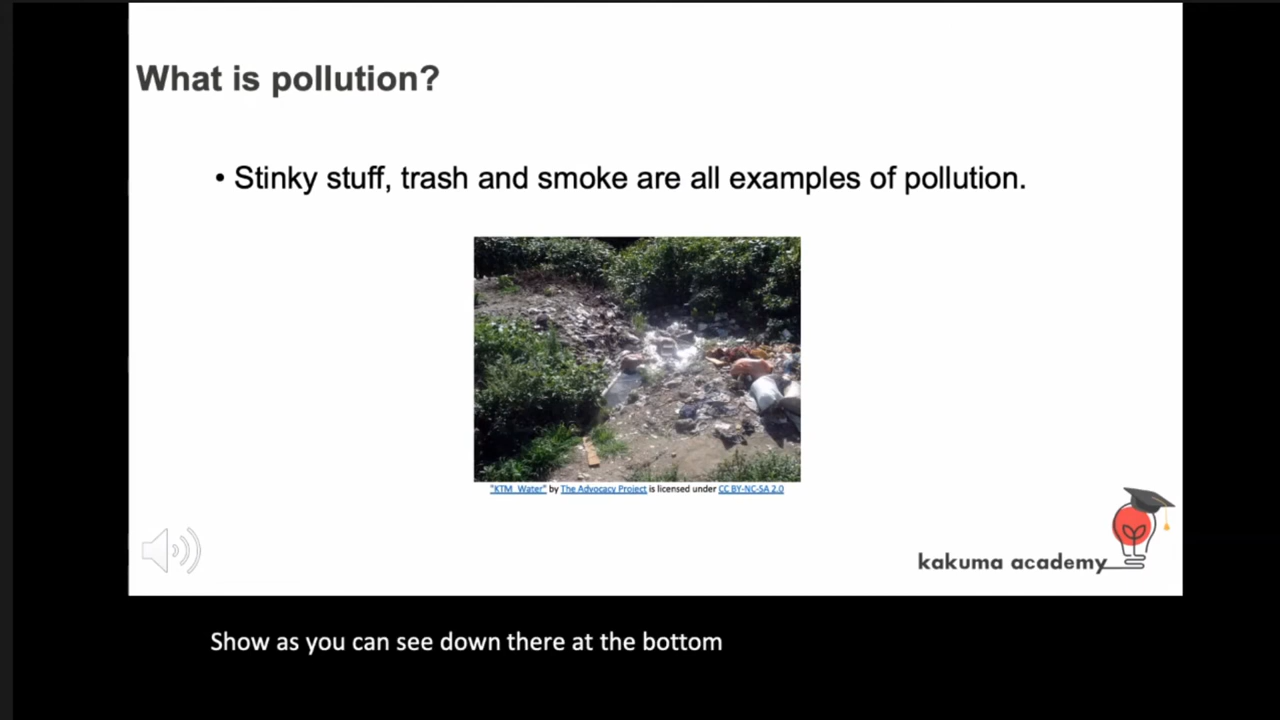 What is pollution?
• Stinky stuff, trash and smoke are all examples of pollution.
"KTM_Water" by The Advocacy Project is licensed under CC BY-NC-SA 2.0
kakuma academy
Show as you can see down there at the bottom